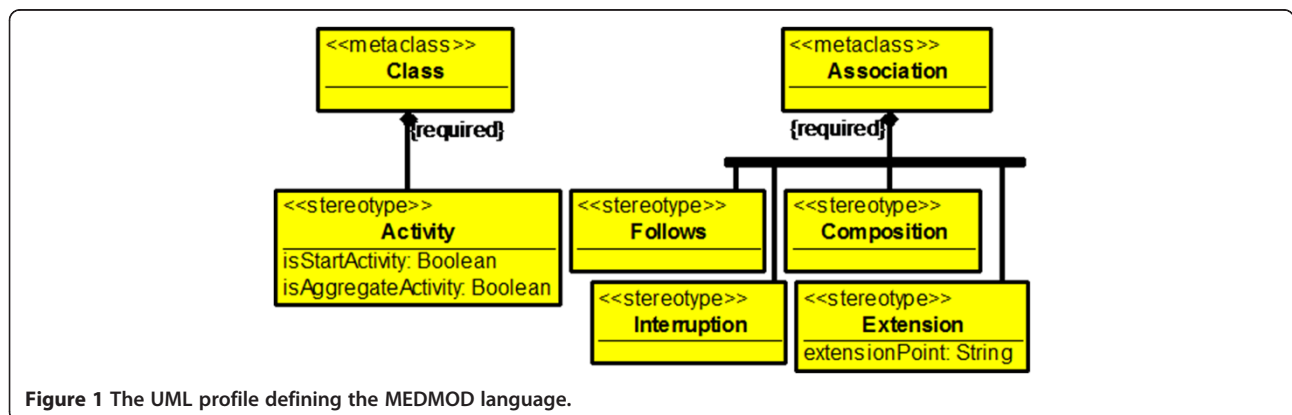 <<metaclass>>
Class
{required}
<<metaclass>>
Association
{required}
<<stereotype>>
Activity
isStartActivity: Boolean
isAggregateActivity: Boolean
<<stereotype>>
Follows
<<stereotype>>
Composition
<<stereotype>>
Interruption
<<stereotype>>
Extension
extensionPoint: String
Figure 1 The UML profile defining the MEDMOD language.